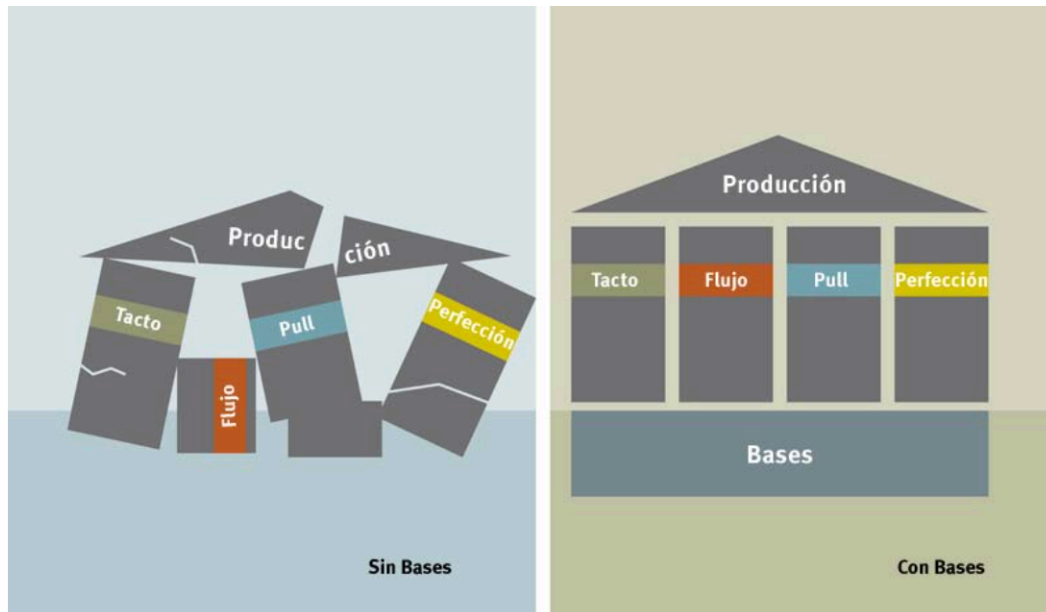 Produc
ción
Tacto
Pull
Perfección
Flujo
Sin Bases
Producción
Tacto
Flujo
Pull
Perfección
Bases
Con Bases